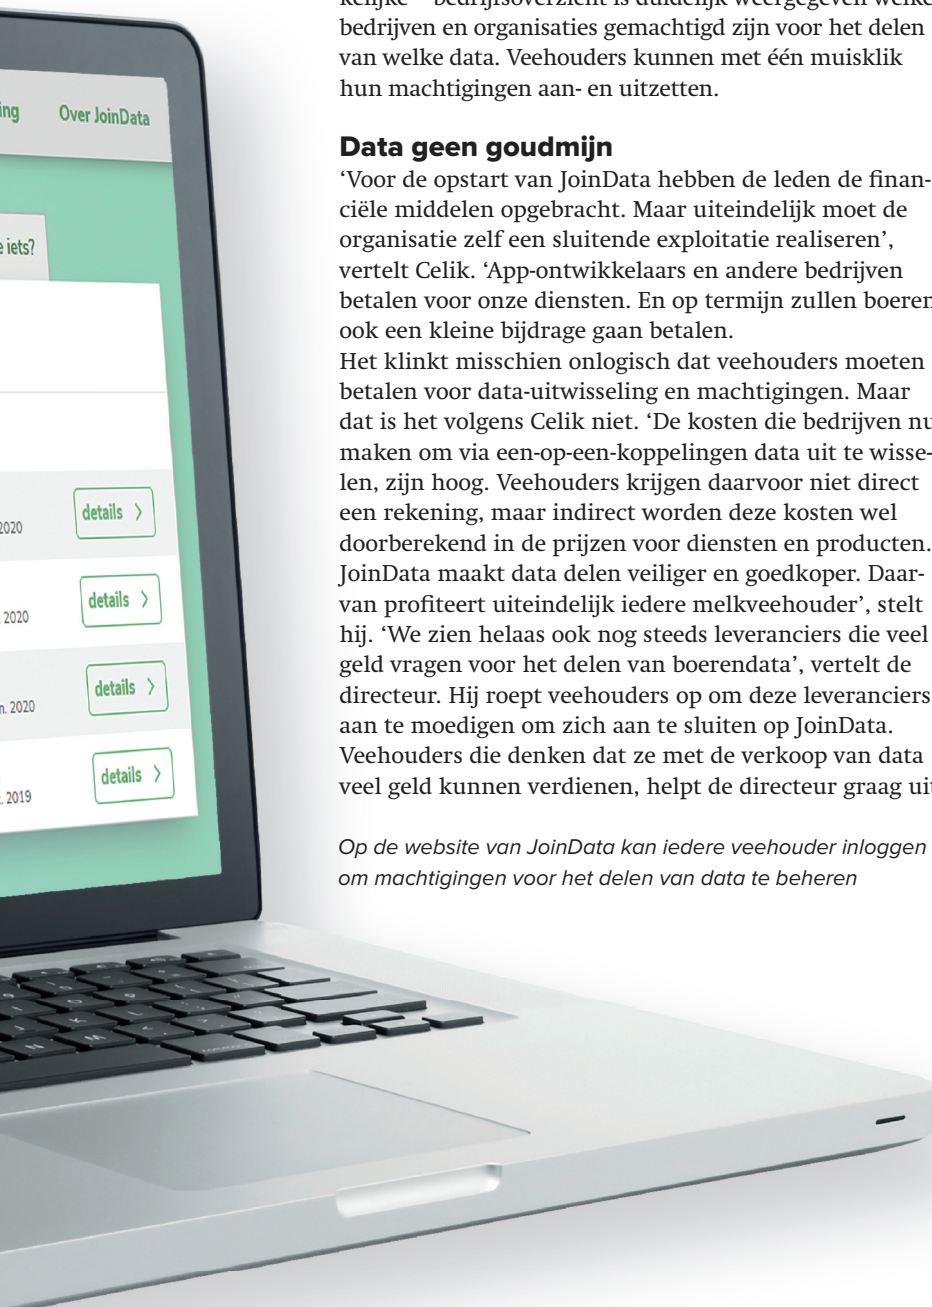 bedrijven en organisaties gemachtigd zijn voor het delen
van welke data. Veehouders kunnen met één muisklik
hun machtigingen aan- en uitzetten.
Data geen goudmijn
‘Voor de opstart van JoinData hebben de leden de finan-
ciële middelen opgebracht. Maar uiteindelijk moet de
organisatie zelf een sluitende exploitatie realiseren’,
vertelt Celik. ‘App-ontwikkelaars en andere bedrijven
betalen voor onze diensten. En op termijn zullen boeren
ook een kleine bijdrage gaan betalen.
Het klinkt misschien onlogisch dat veehouders moeten
betalen voor data-uitwisseling en machtigingen. Maar
dat is het volgens Celik niet. ‘De kosten die bedrijven nu
maken om via een-op-een-koppelingen data uit te wisse-
len, zijn hoog. Veehouders krijgen daarvoor niet direct
een rekening, maar indirect worden deze kosten wel
doorberekend in de prijzen voor diensten en producten.
JoinData maakt data delen veiliger en goedkoper. Daar-
van profiteert uiteindelijk iedere melkveehouder’, stelt
hij. ‘We zien helaas ook nog steeds leveranciers die veel
geld vragen voor het delen van boerendata’, vertelt de
directeur. Hij roept veehouders op om deze leveranciers
aan te moedigen om zich aan te sluiten op JoinData.
Veehouders die denken dat ze met de verkoop van data
veel geld kunnen verdienen, helpt de directeur graag uit
Op de website van JoinData kan iedere veehouder inloggen
om machtigingen voor het delen van data te beheren
Over JoinData
iets?
2020 details >
2020 details >
2020 details >
2019 details >